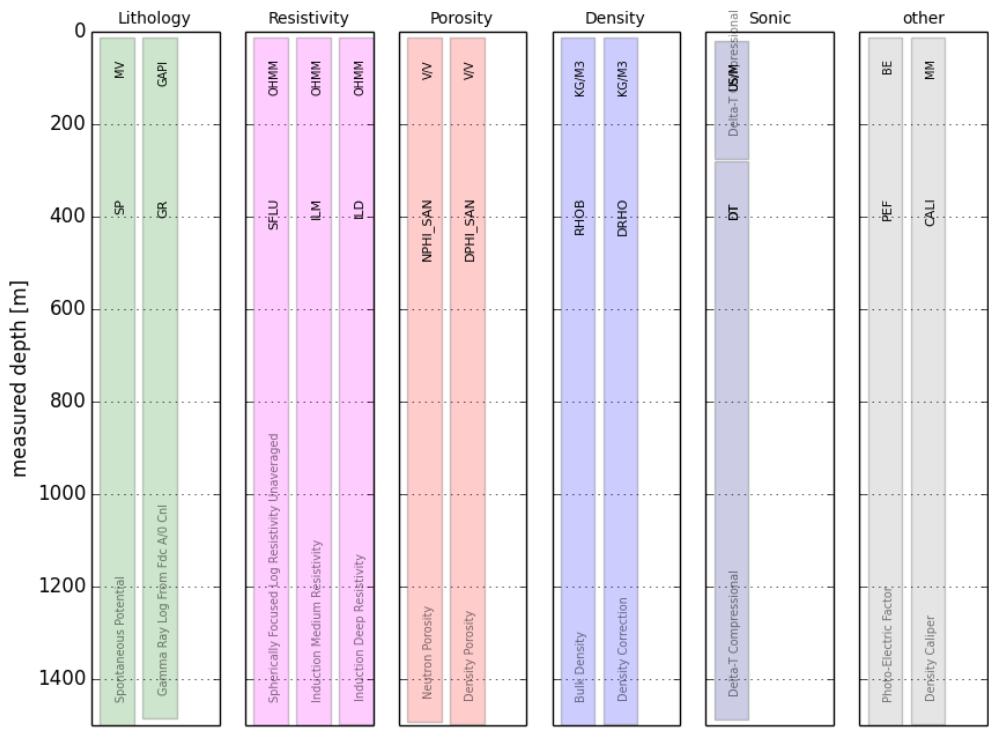 Lithology
Resistivity
Porosity
Density
Sonic
other
measured depth [m]
0
200
400
600
800
1000
1200
1400
MV
GAPI
OHMM
OHMM
OHMM
V/V
V/V
KG/M3
KG/M3
US/M
BE
MM
SP
GR
SFLU
ILM
ILD
NPHI_SAN
DPHI_SAN
RHOB
DRHO
DT
PEF
CALI
Spontaneous Potential
Gamma Ray Log From Fdc A/0 Cnl
Spherically Focused Log Resistivity Unaveraged
Induction Medium Resistivity
Induction Deep Resistivity
Neutron Porosity
Density Porosity
Bulk Density
Density Correction
Delta-T Compressional
Delta-T Compressional
Photo-Electric Factor
Density Caliper